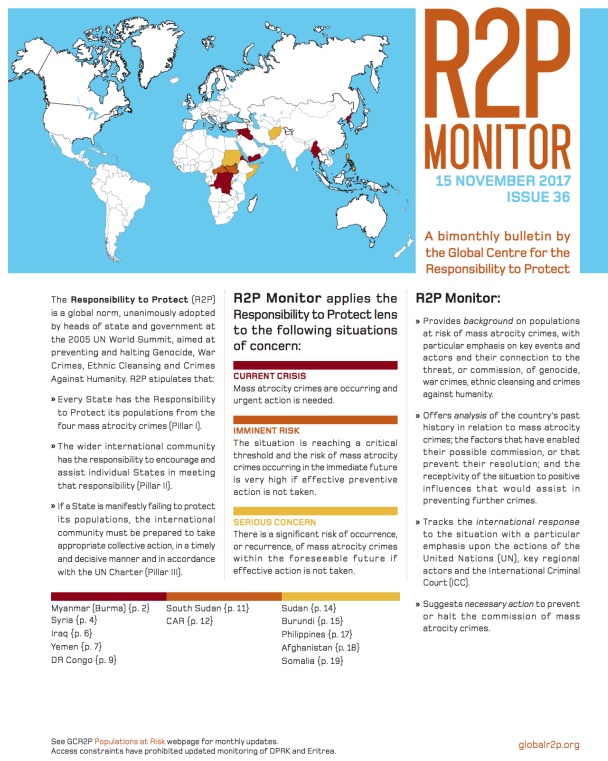 R2P
MONITOR
15 NOVEMBER 2017
ISSUE 36
A bimonthly bulletin by
the Global Centre for the
Responsibility to Protect
The Responsibility to Protect (R2P)
is a global norm, unanimously adopted
by heads of state and government at
the 2005 UN World Summit, aimed at
preventing and halting Genocide, War
Crimes, Ethnic Cleansing and Crimes
Against Humanity. R2P stipulates that:
» Every State has the Responsibility
to Protect its populations from the
four mass atrocity crimes (Pillar I).
» The wider international community
has the responsibility to encourage and
assist individual States in meeting
that responsibility (Pillar II).
» If a State is manifestly failing to protect
its populations, the international
community must be prepared to take
appropriate collective action, in a timely
and decisive manner and in accordance
with the UN Charter (Pillar III).
R2P Monitor applies the
Responsibility to Protect lens
to the following situations
of concern:
CURRENT CRISIS
Mass atrocity crimes are occurring and
urgent action is needed.
IMMINENT RISK
The situation is reaching a critical
threshold and the risk of mass atrocity
crimes occurring in the immediate future
is very high if effective preventive
action is not taken.
SERIOUS CONCERN
There is a significant risk of occurrence,
or recurrence, of mass atrocity crimes
within the foreseeable future if
effective action is not taken.
R2P Monitor:
» Provides background on populations
at risk of mass atrocity crimes, with
particular emphasis on key events and
actors and their connection to the
threat, or commission, of genocide,
war crimes, ethnic cleansing and crimes
against humanity.
» Offers analysis of the country's past
history in relation to mass atrocity
crimes; the factors that have enabled
their possible commission, or that
prevent their resolution; and the
receptivity of the situation to positive
influences that would assist in
preventing further crimes.
» Tracks the international response
to the situation with a particular
emphasis upon the actions of the
United Nations (UN), key regional
actors and the International Criminal
Court (ICC).
» Suggests necessary action to prevent
or halt the commission of mass
atrocity crimes.
Myanmar (Burma) {p. 2}
Syria {p. 4}
Iraq {p. 6}
Yemen {p. 7}
DR Congo {p. 9}
South Sudan {p. 11}
CAR {p. 12}
Sudan {p. 14}
Burundi {p. 15}
Philippines {p. 17}
Afghanistan {p. 18}
Somalia {p. 19}
See GCR2P Populations at Risk webpage for monthly updates.
Access constraints have prohibited updated monitoring of DPRK and Eritrea.
globalr2p.org